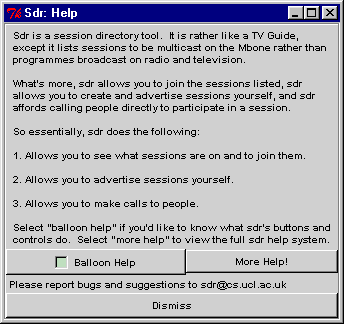 Sdr: Help
Sdr is a session directory tool.  It is rather like a TV Guide,
except it lists sessions to be multicast on the Mbone rather than
programmes broadcast on radio and television.
What's more, sdr allows you to join the sessions listed, sdr
allows you to create and advertise sessions yourself, and sdr
affords calling people directly to participate in a session.
So essentially, sdr does the following:
1. Allows you to see what sessions are on and to join them.
2. Allows you to advertise sessions yourself.
3. Allows you to make calls to people.
Select "balloon help" if you'd like to know what sdr's buttons and
controls do.  Select "more help" to view the full sdr help system.
Balloon Help
More Help!
Please report bugs and suggestions to sdr@cs.ucl.ac.uk
Dismiss